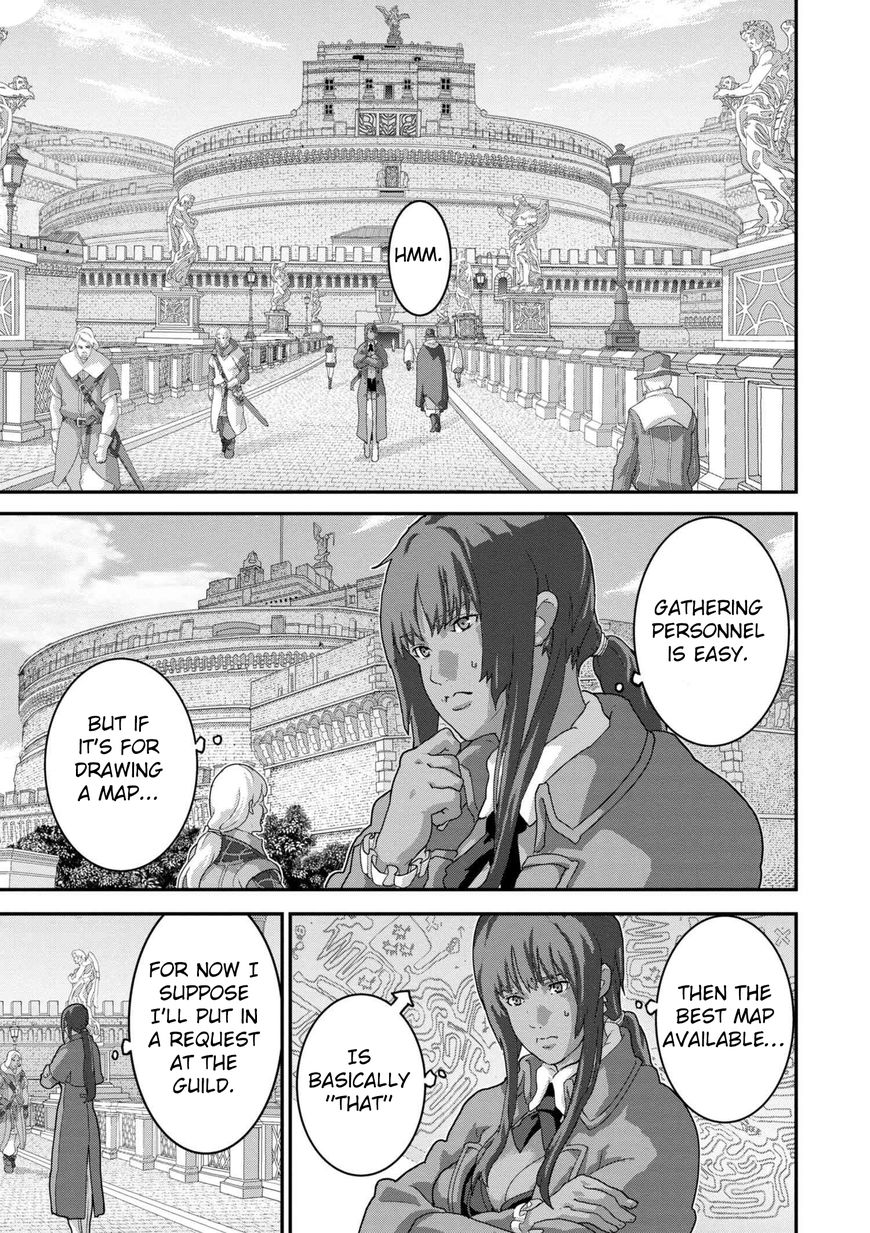 HMM.
GATHERING
PERSONNEL
IS EASY.
BUT IF
IT'S FOR
DRAWING
A MAP...
THEN THE
BEST MAP
AVAILABLE...
IS
BASICALLY
"THAT"
FOR NOW I
SUPPOSE
I'LL PUT IN
A REQUEST
AT THE
GUILD.